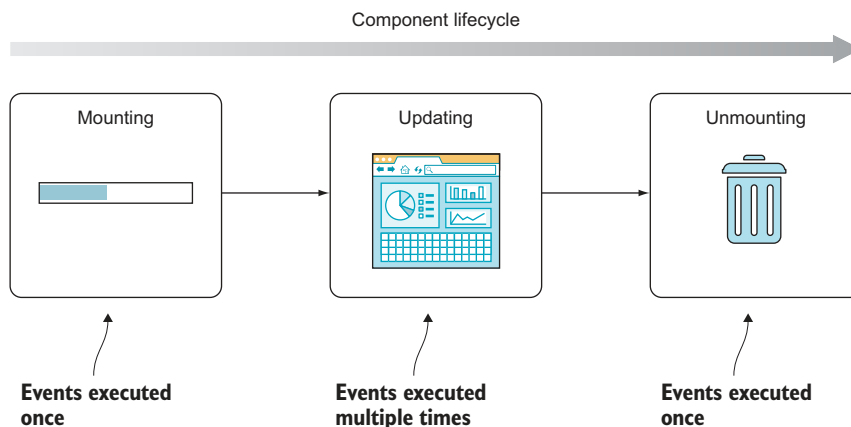 Component lifecycle
Mounting
Updating
Unmounting
Events executed
once
Events executed
multiple times
Events executed
once